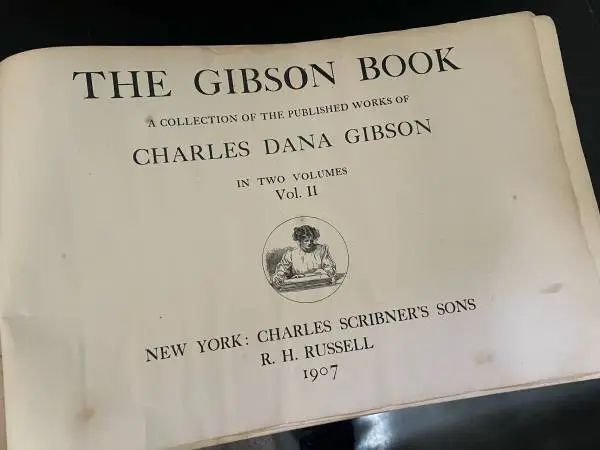 THE GIBSON BOOK
A COLLECTION OF THE PUBLISHED WORKS OF
CHARLES DANA GIBSON
IN TWO VOLUMES
Vol. II
NEW YORK: CHARLES SCRIBNER'S SONS
R. H. RUSSELL
1907